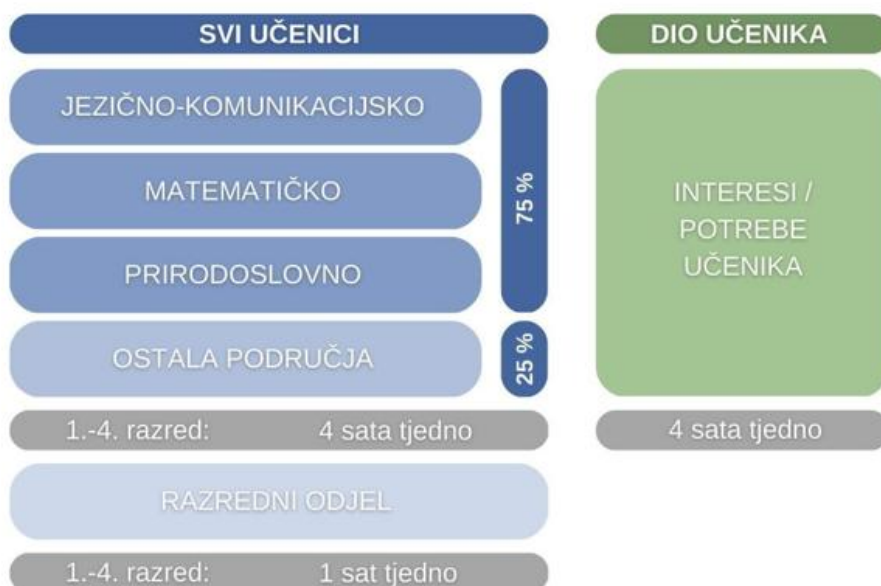 SVI UČENICI
JEZIČNO-KOMUNIKACIJSKO
MATEMATIČKO
PRIRODOSLOVNO
75 %
OSTALA PODRUČJA
25 %
1.-4. razred: 4 sata tjedno
RAZREDNI ODJEL
1.-4. razred: 1 sat tjedno
DIO UČENIKA
INTERESI /
POTREBE
UČENIKA
4 sata tjedno